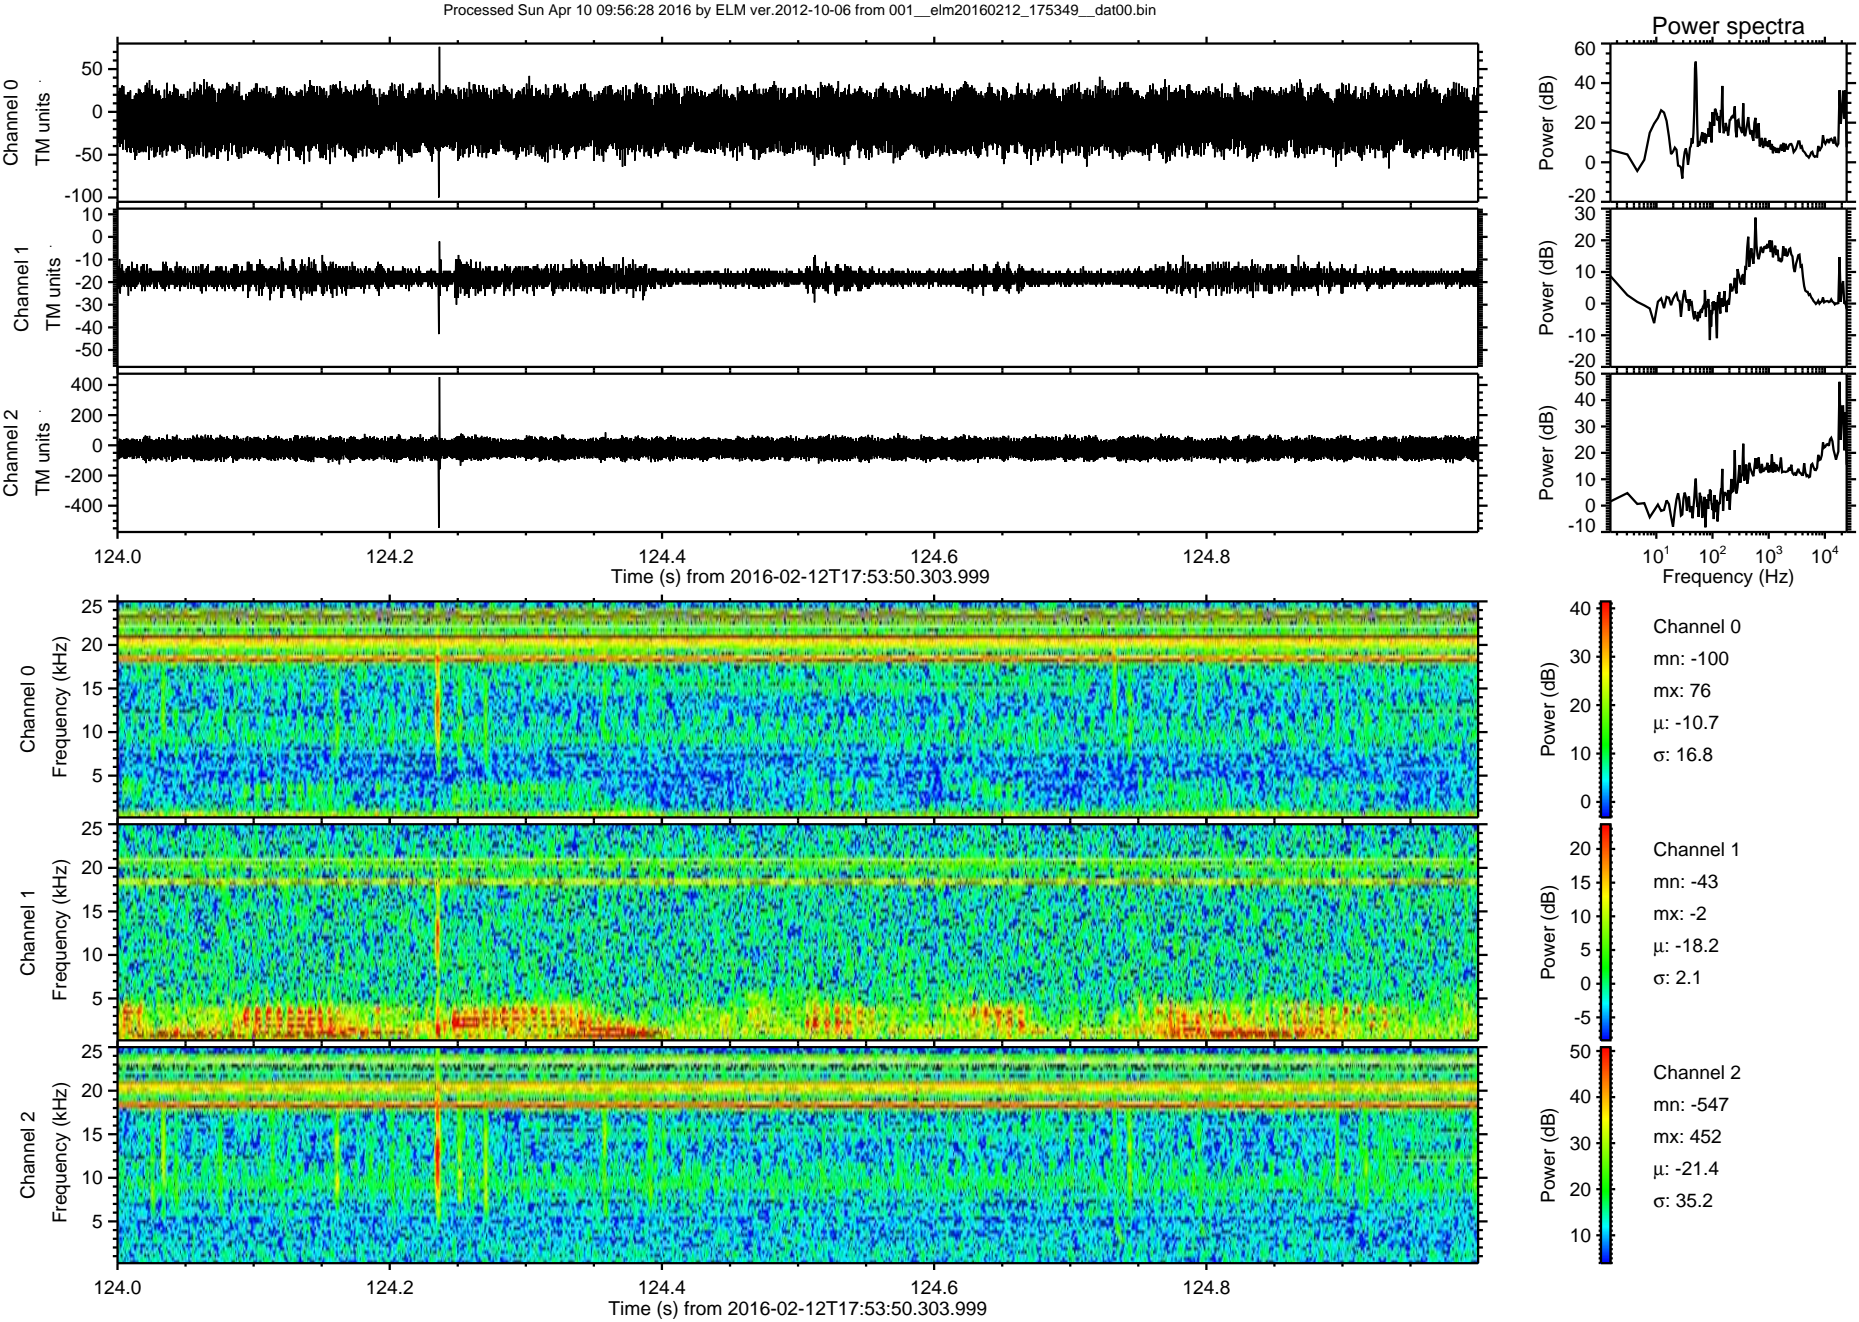 Processed Sun Apr 10 09:56:28 2016 by ELM ver.2012-10-06 from 001__elm20160212_175349__dat00.bin
Power spectra
Channel 0
TM units
50
0
-50
-100
Power (dB)
60
40
20
0
-20
Channel 1
TM units
10
0
-10
-20
-30
-40
-50
Power (dB)
30
20
10
0
-10
-20
Channel 2
TM units
400
200
0
-200
-400
Power (dB)
50
40
30
20
10
0
-10
124.0 124.2 124.4 124.6 124.8
Time (s) from 2016-02-12T17:53:50.303.999
10¹ 10² 10³ 10⁴
Frequency (Hz)
Channel 0
Frequency (kHz)
25
20
15
10
5
Power (dB)
40
30
20
10
0
Channel 0
mn: -100
mx: 76
μ: -10.7
σ: 16.8
Channel 1
Frequency (kHz)
25
20
15
10
5
Power (dB)
20
15
10
5
0
-5
Channel 1
mn: -43
mx: -2
μ: -18.2
σ: 2.1
Channel 2
Frequency (kHz)
25
20
15
10
5
Power (dB)
50
40
30
20
10
Channel 2
mn: -547
mx: 452
μ: -21.4
σ: 35.2
124.0 124.2 124.4 124.6 124.8
Time (s) from 2016-02-12T17:53:50.303.999